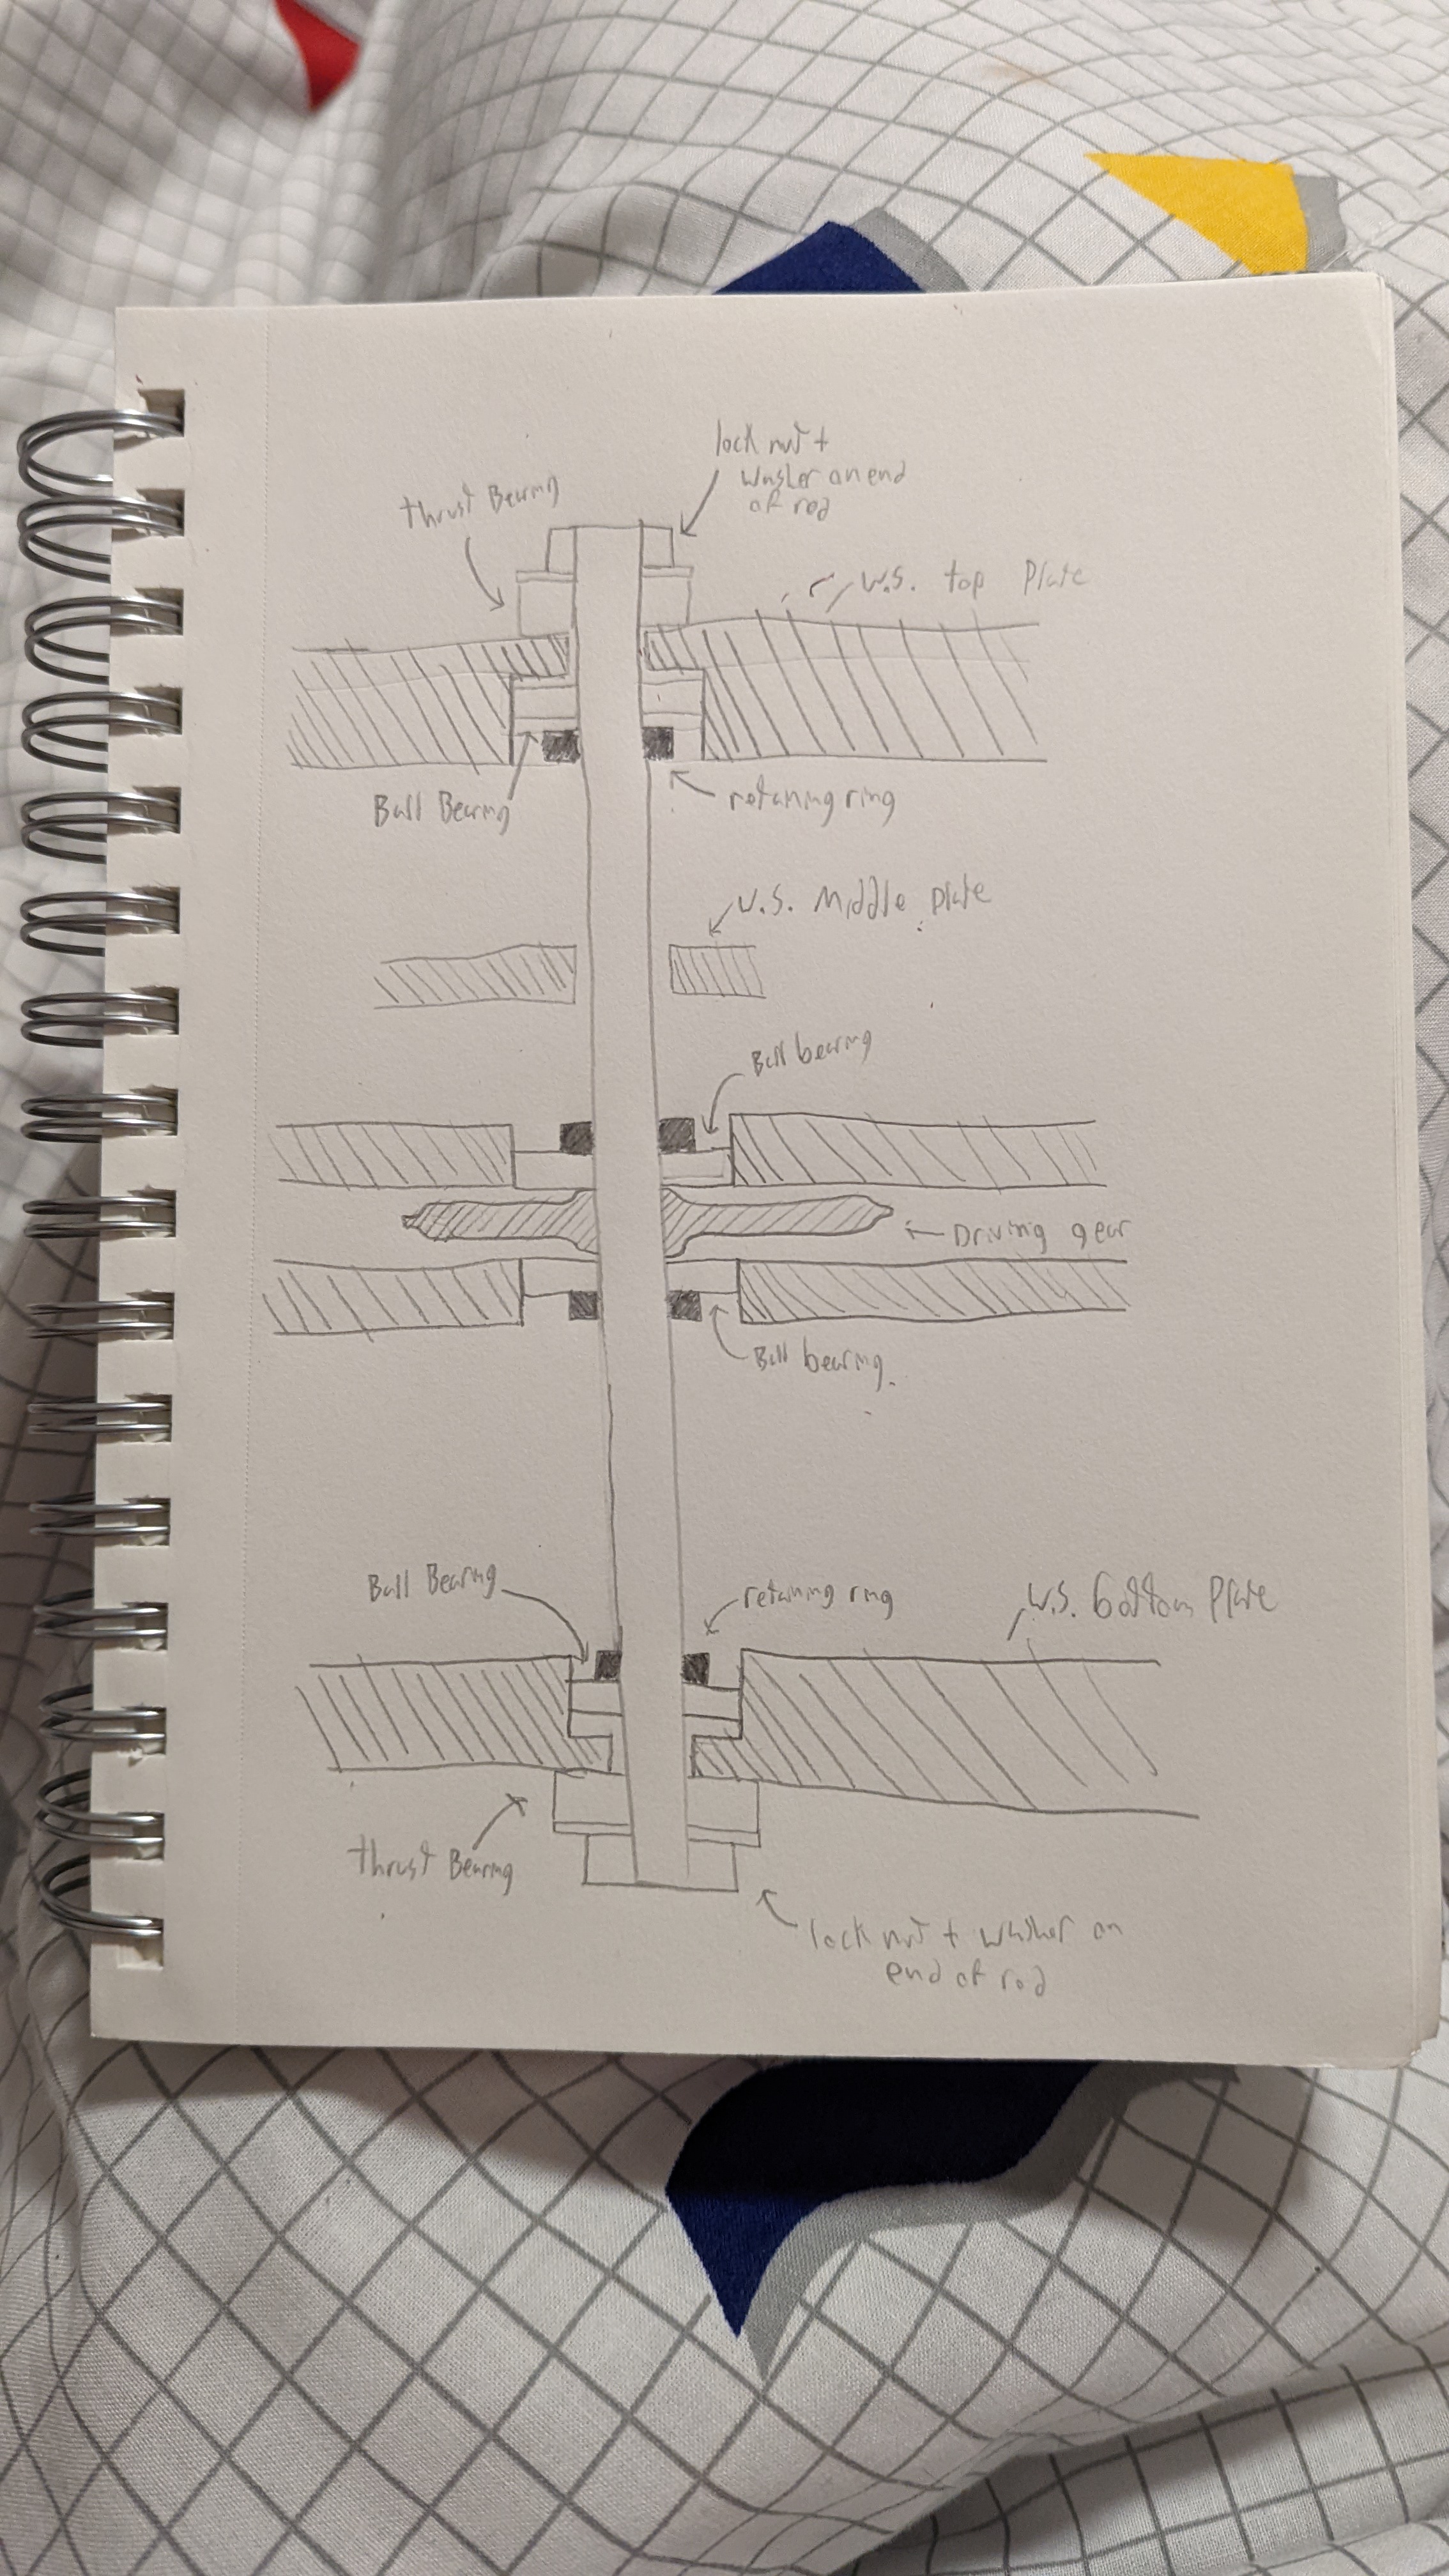 lock nut +
washer on end
of rod
thrust Bearing
W.S. top Plate
Ball Bearing
retaining ring
W.S. Middle plate
Ball bearing
Driving gear
Ball bearing
Ball Bearing
retaining ring
W.S. bottom Plate
thrust Bearing
lock nut + washer on
end of rod